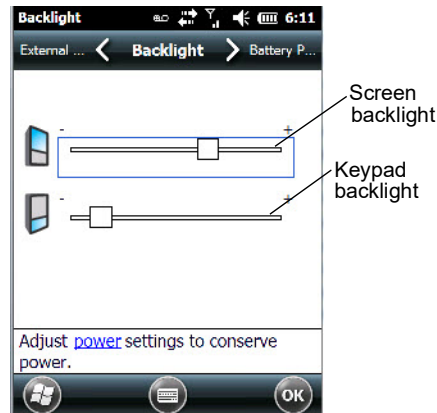 Backlight 6:11
External ... Backlight Battery P...
Screen
backlight
- +
Keypad
backlight
- +
Adjust power settings to conserve
power.
OK